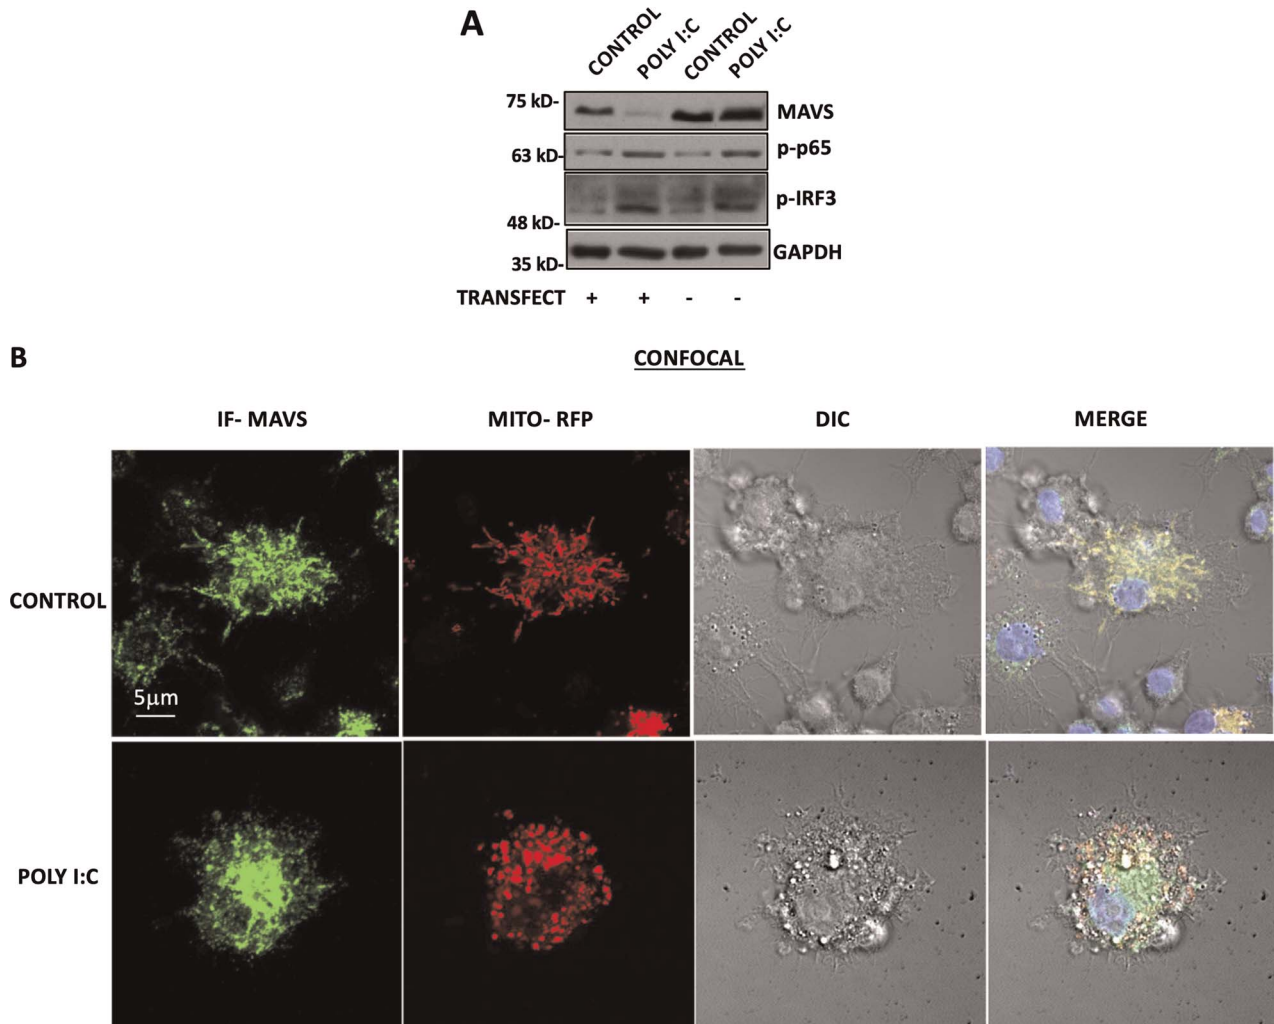 A
CONTROL
POLY I:C
CONTROL
POLY I:C
75 kD-
MAVS
63 kD-
p-p65
p-IRF3
48 kD-
35 kD-
GAPDH
TRANSFECT + + - -
B
CONFOCAL
IF- MAVS MITO- RFP DIC MERGE
CONTROL
5μm
POLY I:C